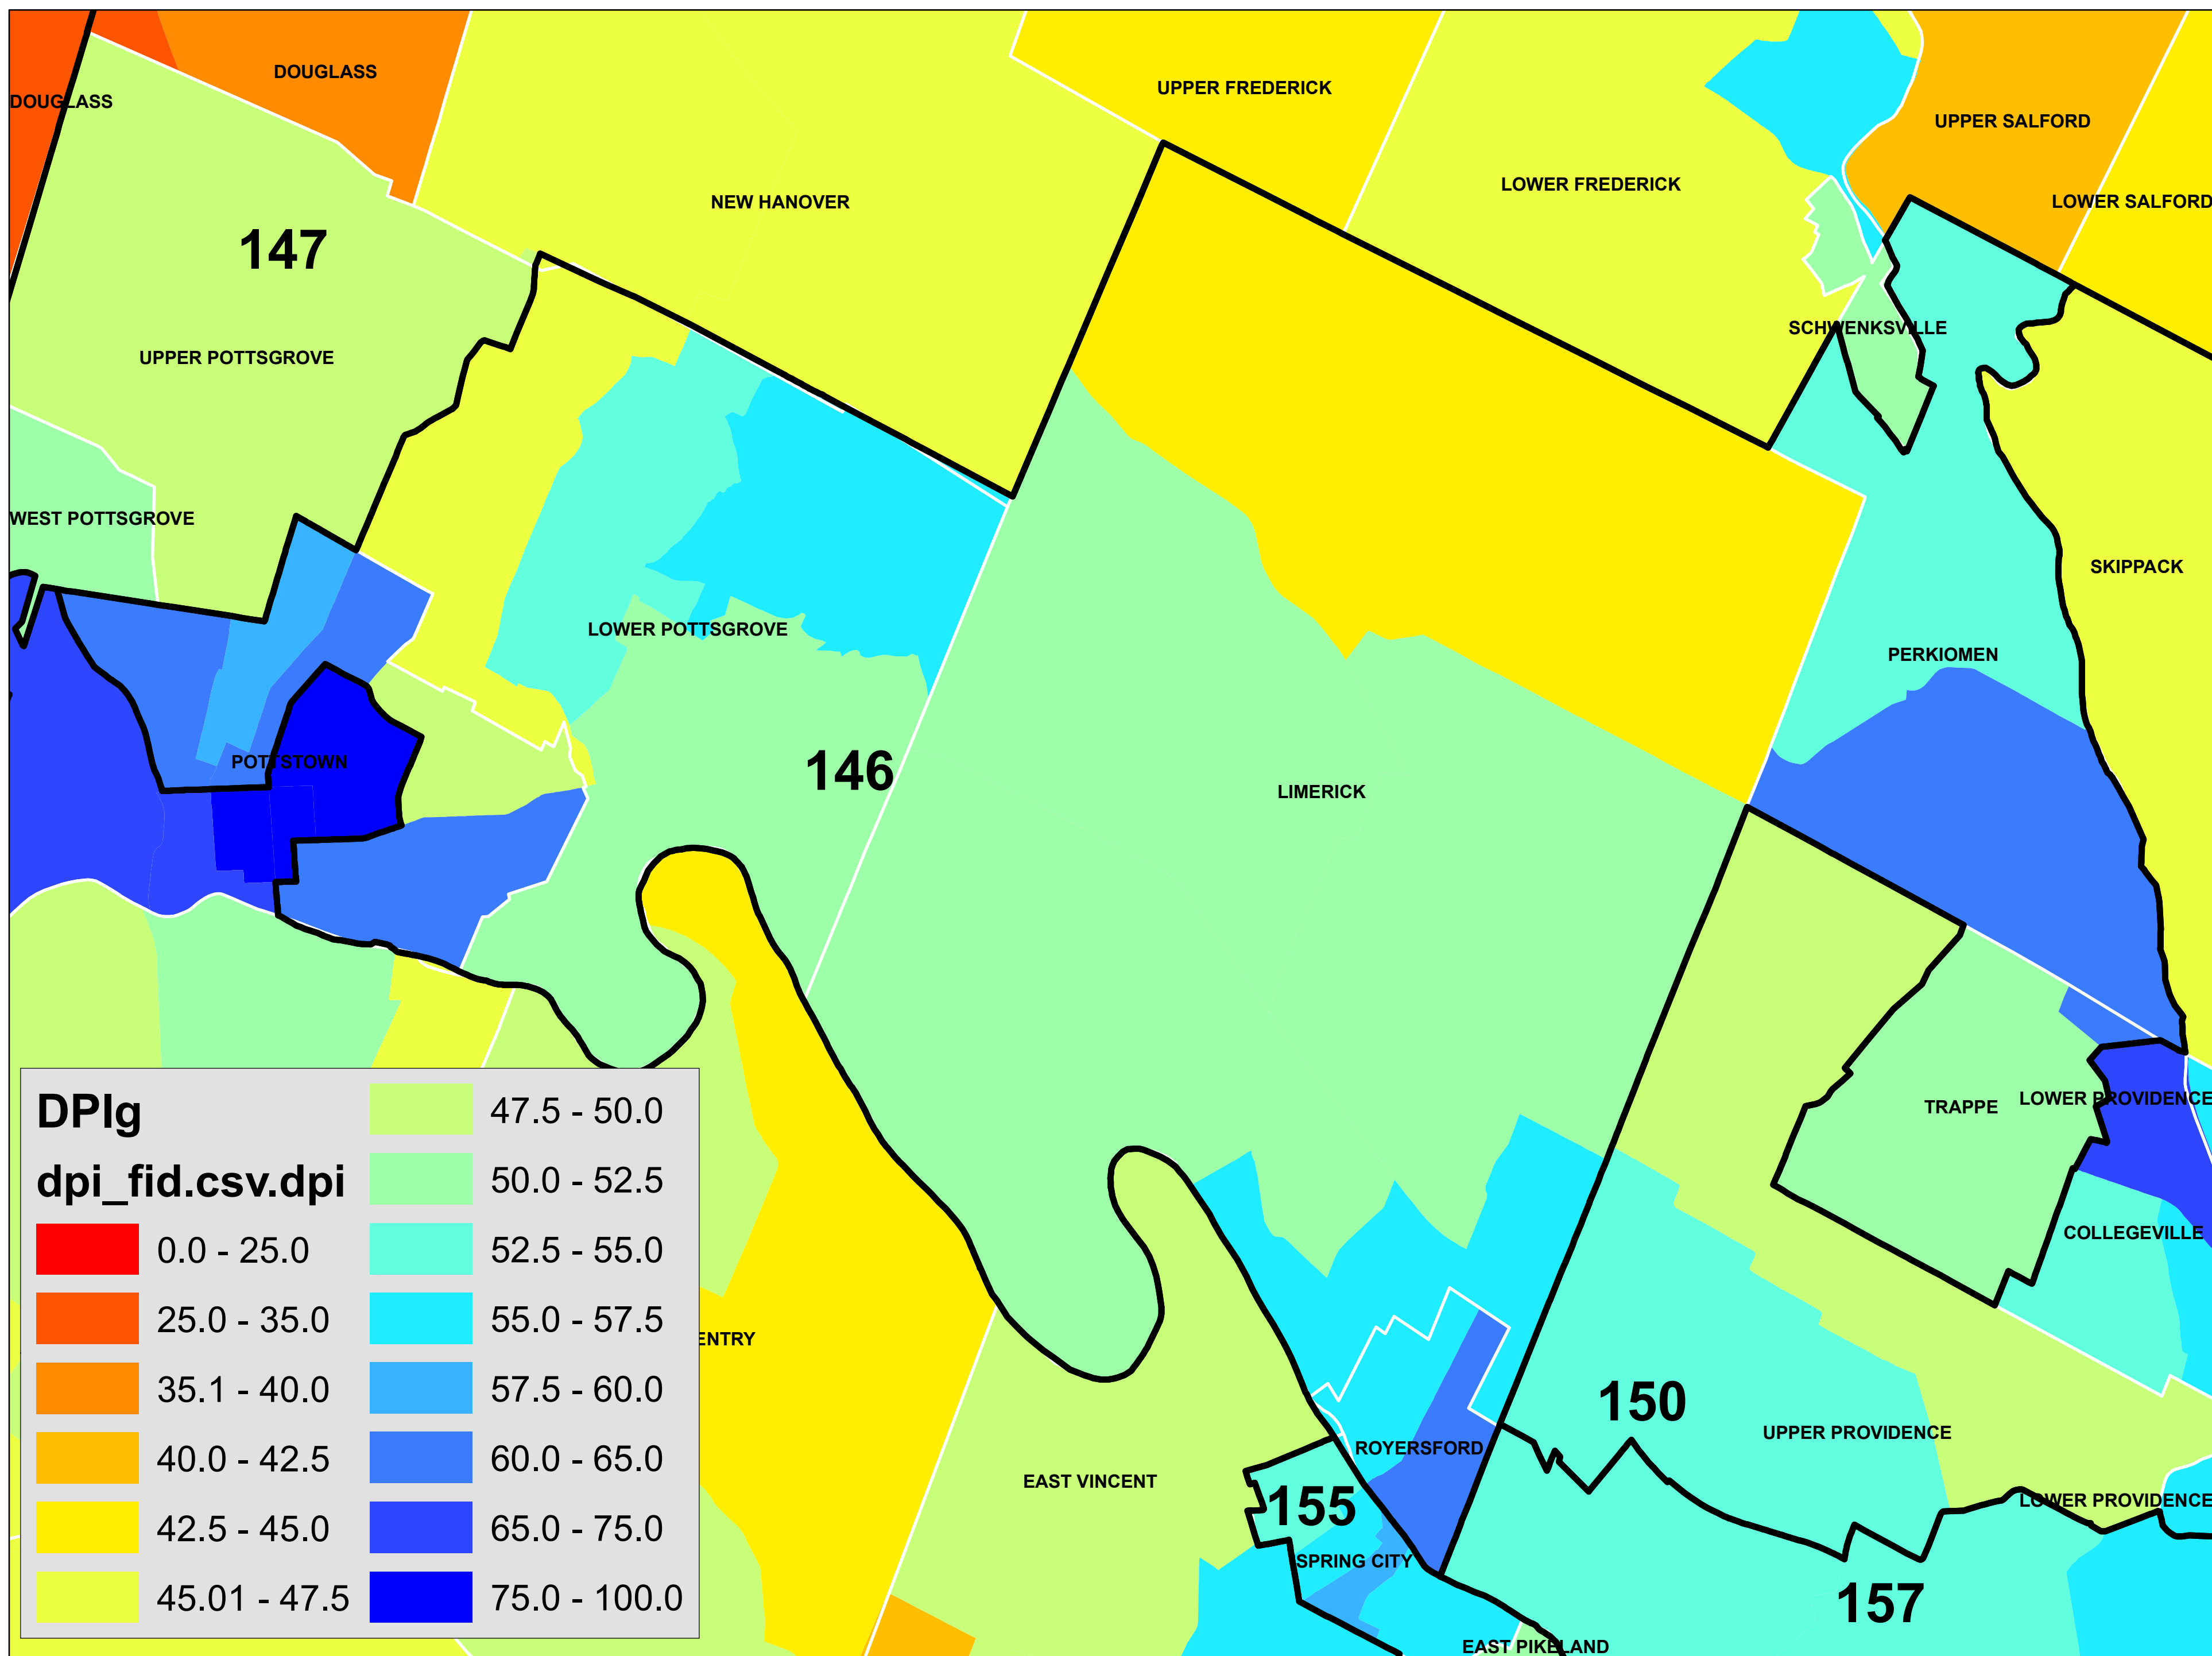 DOUGLASS
UPPER FREDERICK
DOUGLASS
UPPER SALFORD
LOWER FREDERICK
NEW HANOVER
LOWER SALFORD
147
SCHWENKSVILLE
UPPER POTTSGROVE
WEST POTTSGROVE
SKIPPACK
LOWER POTTSGROVE
PERKIOMEN
POTTSTOWN
146
LIMERICK
LOWER PROVIDENCE
TRAPPE
COLLEGEVILLE
ENTRY
150
UPPER PROVIDENCE
ROYERSFORD
EAST VINCENT
155
LOWER PROVIDENCE
SPRING CITY
157
EAST PIKELAND
DPIg
dpi_fid.csv.dpi
0.0 - 25.0
25.0 - 35.0
35.1 - 40.0
40.0 - 42.5
42.5 - 45.0
45.01 - 47.5
47.5 - 50.0
50.0 - 52.5
52.5 - 55.0
55.0 - 57.5
57.5 - 60.0
60.0 - 65.0
65.0 - 75.0
75.0 - 100.0